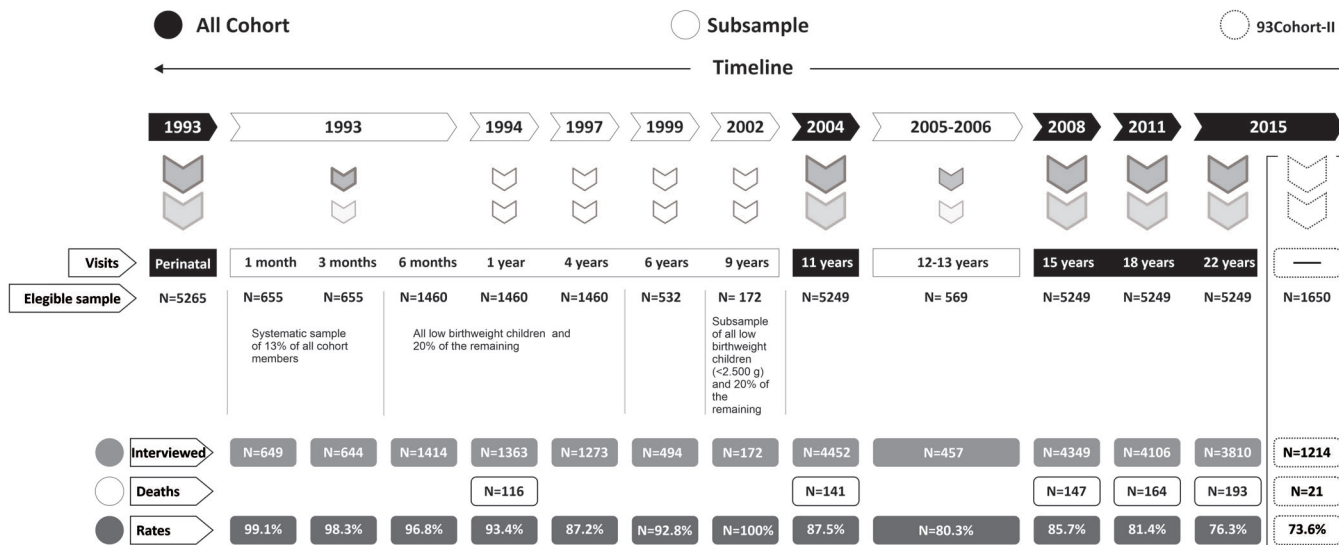 All Cohort
Subsample
93Cohort-II
Timeline
1993 1993 1994 1997 1999 2002 2004 2005-2006 2008 2011 2015
Visits Perinatal 1 month 3 months 6 months 1 year 4 years 6 years 9 years 11 years 12-13 years 15 years 18 years 22 years —
Elegible sample N=5265 N=655 N=655 N=1460 N=1460 N=1460 N=532 N= 172 N=5249 N= 569 N=5249 N=5249 N=5249 N=1650
Systematic sample
of 13% of all cohort
members
All low birthweight children and
20% of the remaining
Subsample
of all low
birthweight
children
(<2.500 g)
and 20% of
the
remaining
Interviewed N=649 N=644 N=1414 N=1363 N=1273 N=494 N=172 N=4452 N=457 N=4349 N=4106 N=3810 N=1214
Deaths N=116 N=141 N=147 N=164 N=193 N=21
Rates 99.1% 98.3% 96.8% 93.4% 87.2% N=92.8% N=100% 87.5% N=80.3% 85.7% 81.4% 76.3% 73.6%